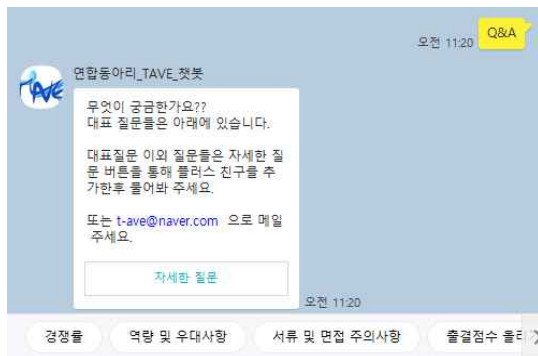 Q&A
오전 11:20
TAVE
연합동아리_TAVE_챗봇
무엇이 궁금한가요??
대표 질문들은 아래에 있습니다.
대표질문 이외 질문들은 자세한 질
문 버튼을 통해 플러스 친구를 추
가한후 물어봐 주세요.
또는 t-ave@naver.com 으로 메일
주세요.
자세한 질문
오전 11:20
경쟁률
역량 및 우대사항
서류 및 면접 주의사항
출결점수 올리